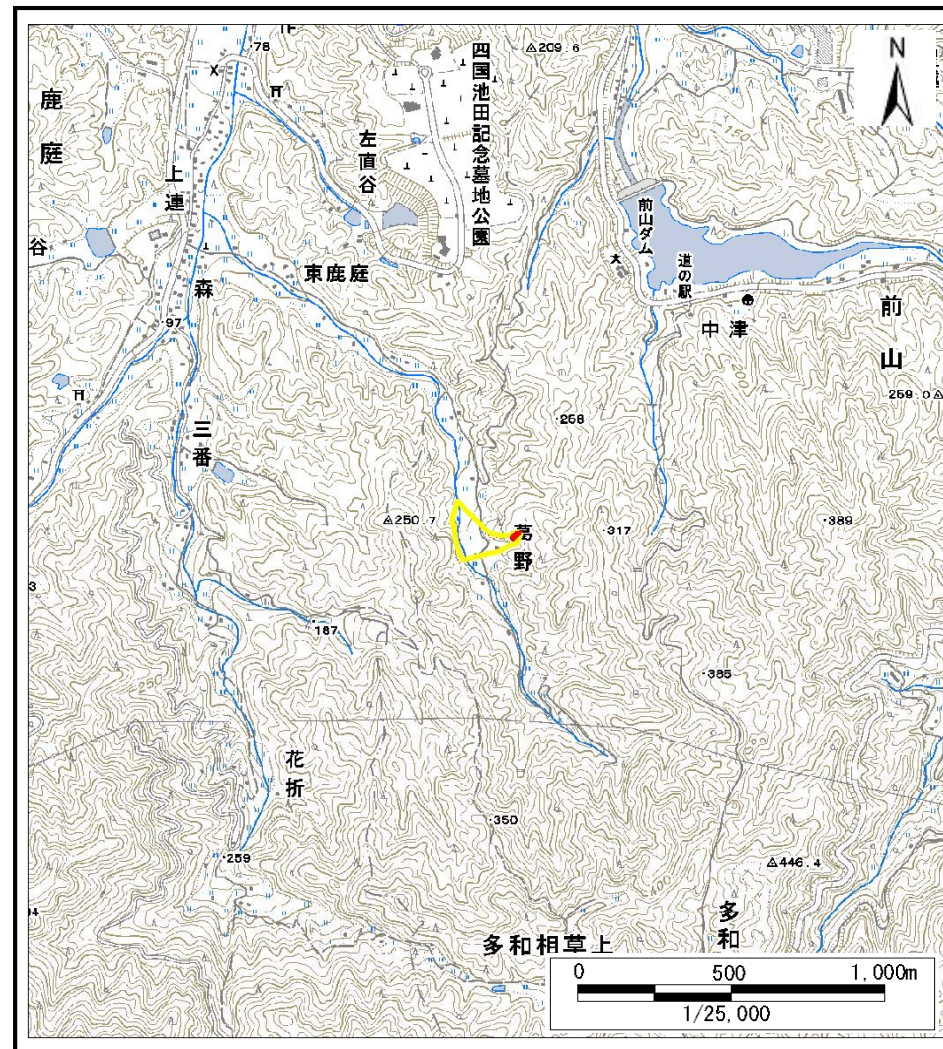 78
鹿庭
上連
谷
左直谷
四国池田記念墓地公園
209.6
N
前山ダム
道の駅
東鹿庭
森
97
中津
前山
259.0
三番
258
250.7
317
389
野
187
385
花折
350
259
446.4
400
多和
多和相草上
0 500 1,000m
1/25,000